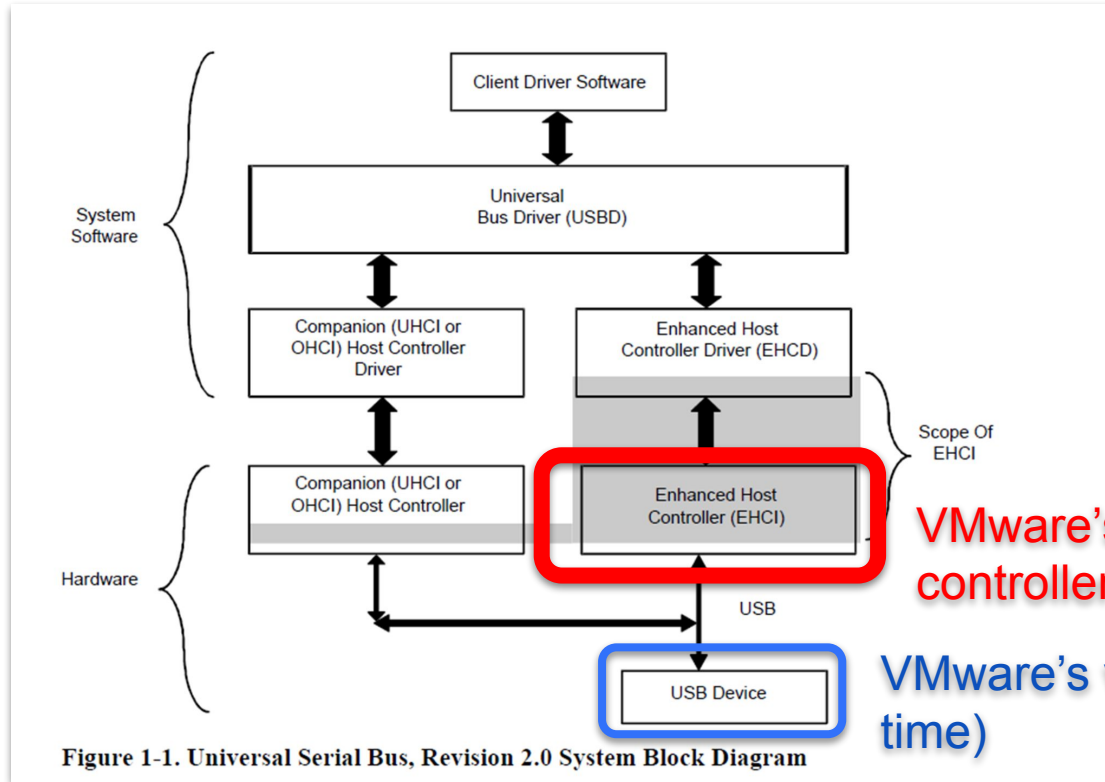 Client Driver Software
Universal
Bus Driver (USBD)
System
Software
Companion (UHCI or
OHCI) Host Controller
Driver
Enhanced Host
Controller Driver (EHCD)
Scope Of
EHCI
Companion (UHCI or
OHCI) Host Controller
Enhanced Host
Controller (EHCI)
VMware's
controller
Hardware
USB
VMware's
time)
USB Device
Figure 1-1. Universal Serial Bus, Revision 2.0 System Block Diagram